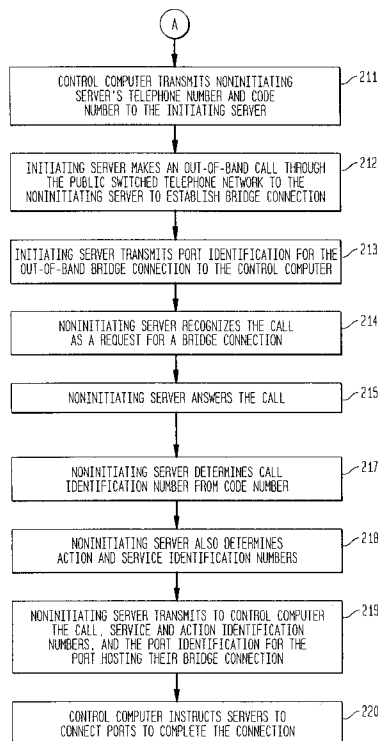 A
CONTROL COMPUTER TRANSMITS NONINITIATING
SERVER'S TELEPHONE NUMBER AND CODE
NUMBER TO THE INITIATING SERVER
211
INITIATING SERVER MAKES AN OUT-OF-BAND CALL THROUGH
THE PUBLIC SWITCHED TELEPHONE NETWORK TO THE
NONINITIATING SERVER TO ESTABLISH BRIDGE CONNECTION
212
INITIATING SERVER TRANSMITS PORT IDENTIFICATION FOR THE
OUT-OF-BAND BRIDGE CONNECTION TO THE CONTROL COMPUTER
213
NONINITIATING SERVER RECOGNIZES THE CALL
AS A REQUEST FOR A BRIDGE CONNECTION
214
NONINITIATING SERVER ANSWERS THE CALL
215
NONINITIATING SERVER DETERMINES CALL
IDENTIFICATION NUMBER FROM CODE NUMBER
217
NONINITIATING SERVER ALSO DETERMINES
ACTION AND SERVICE IDENTIFICATION NUMBERS
218
NONINITIATING SERVER TRANSMITS TO CONTROL COMPUTER
THE CALL, SERVICE AND ACTION IDENTIFICATION
NUMBERS, AND THE PORT IDENTIFICATION FOR THE
PORT HOSTING THEIR BRIDGE CONNECTION
219
CONTROL COMPUTER INSTRUCTS SERVERS TO
CONNECT PORTS TO COMPLETE THE CONNECTION
220